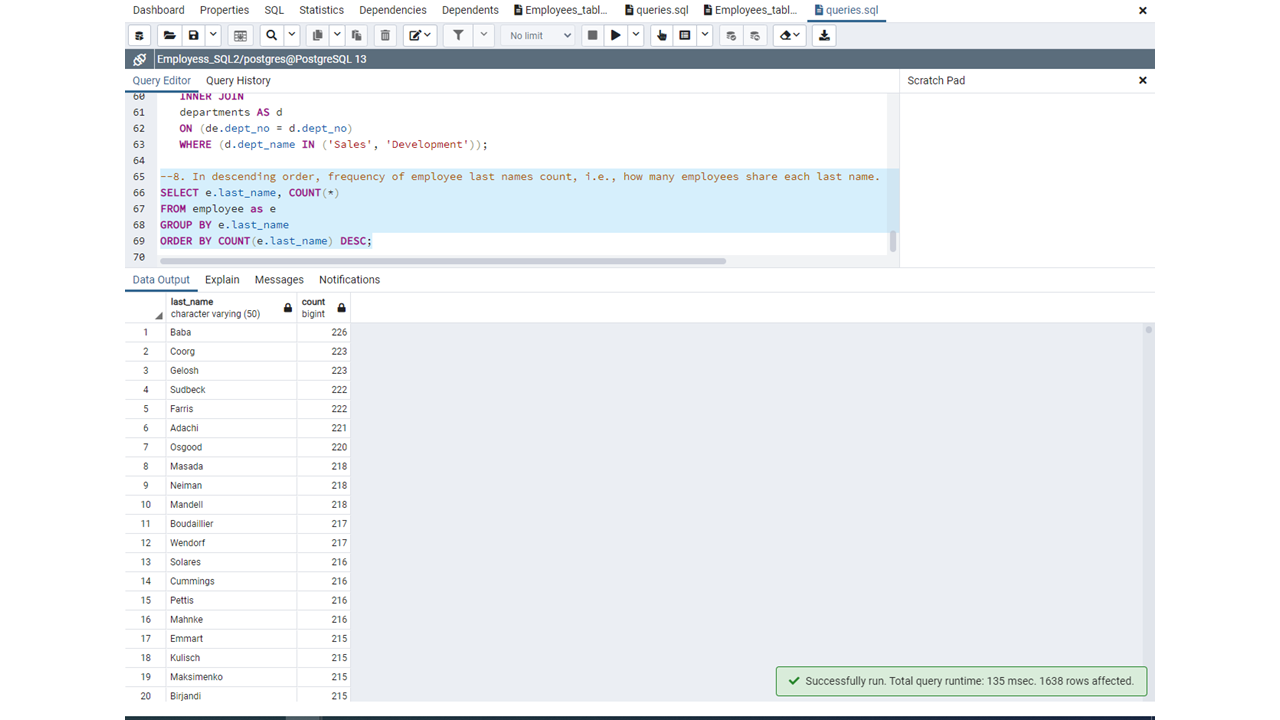 Dashboard Properties SQL Statistics Dependencies Dependents Employees_tabl... queries.sql Employees_tabl... queries.sql
No limit
Employess_SQL2/postgres@PostgreSQL 13
Query Editor Query History Scratch Pad
60 INNER JOIN
61 departments AS d
62 ON (de.dept_no = d.dept_no)
63 WHERE (d.dept_name IN ('Sales', 'Development'));
64
65 --8. In descending order, frequency of employee last names count, i.e., how many employees share each last name.
66 SELECT e.last_name, COUNT(*)
67 FROM employee as e
68 GROUP BY e.last_name
69 ORDER BY COUNT(e.last_name) DESC;
70
Data Output Explain Messages Notifications
last_name count
character varying (50) bigint
1 Baba 226
2 Coorg 223
3 Gelosh 223
4 Sudbeck 222
5 Farris 222
6 Adachi 221
7 Osgood 220
8 Masada 218
9 Neiman 218
10 Mandell 218
11 Boudaillier 217
12 Wendorf 217
13 Solares 216
14 Cummings 216
15 Pettis 216
16 Mahnke 216
17 Emmart 215
18 Kulisch 215
19 Maksimenko 215
20 Birjandi 215
Successfully run. Total query runtime: 135 msec. 1638 rows affected.